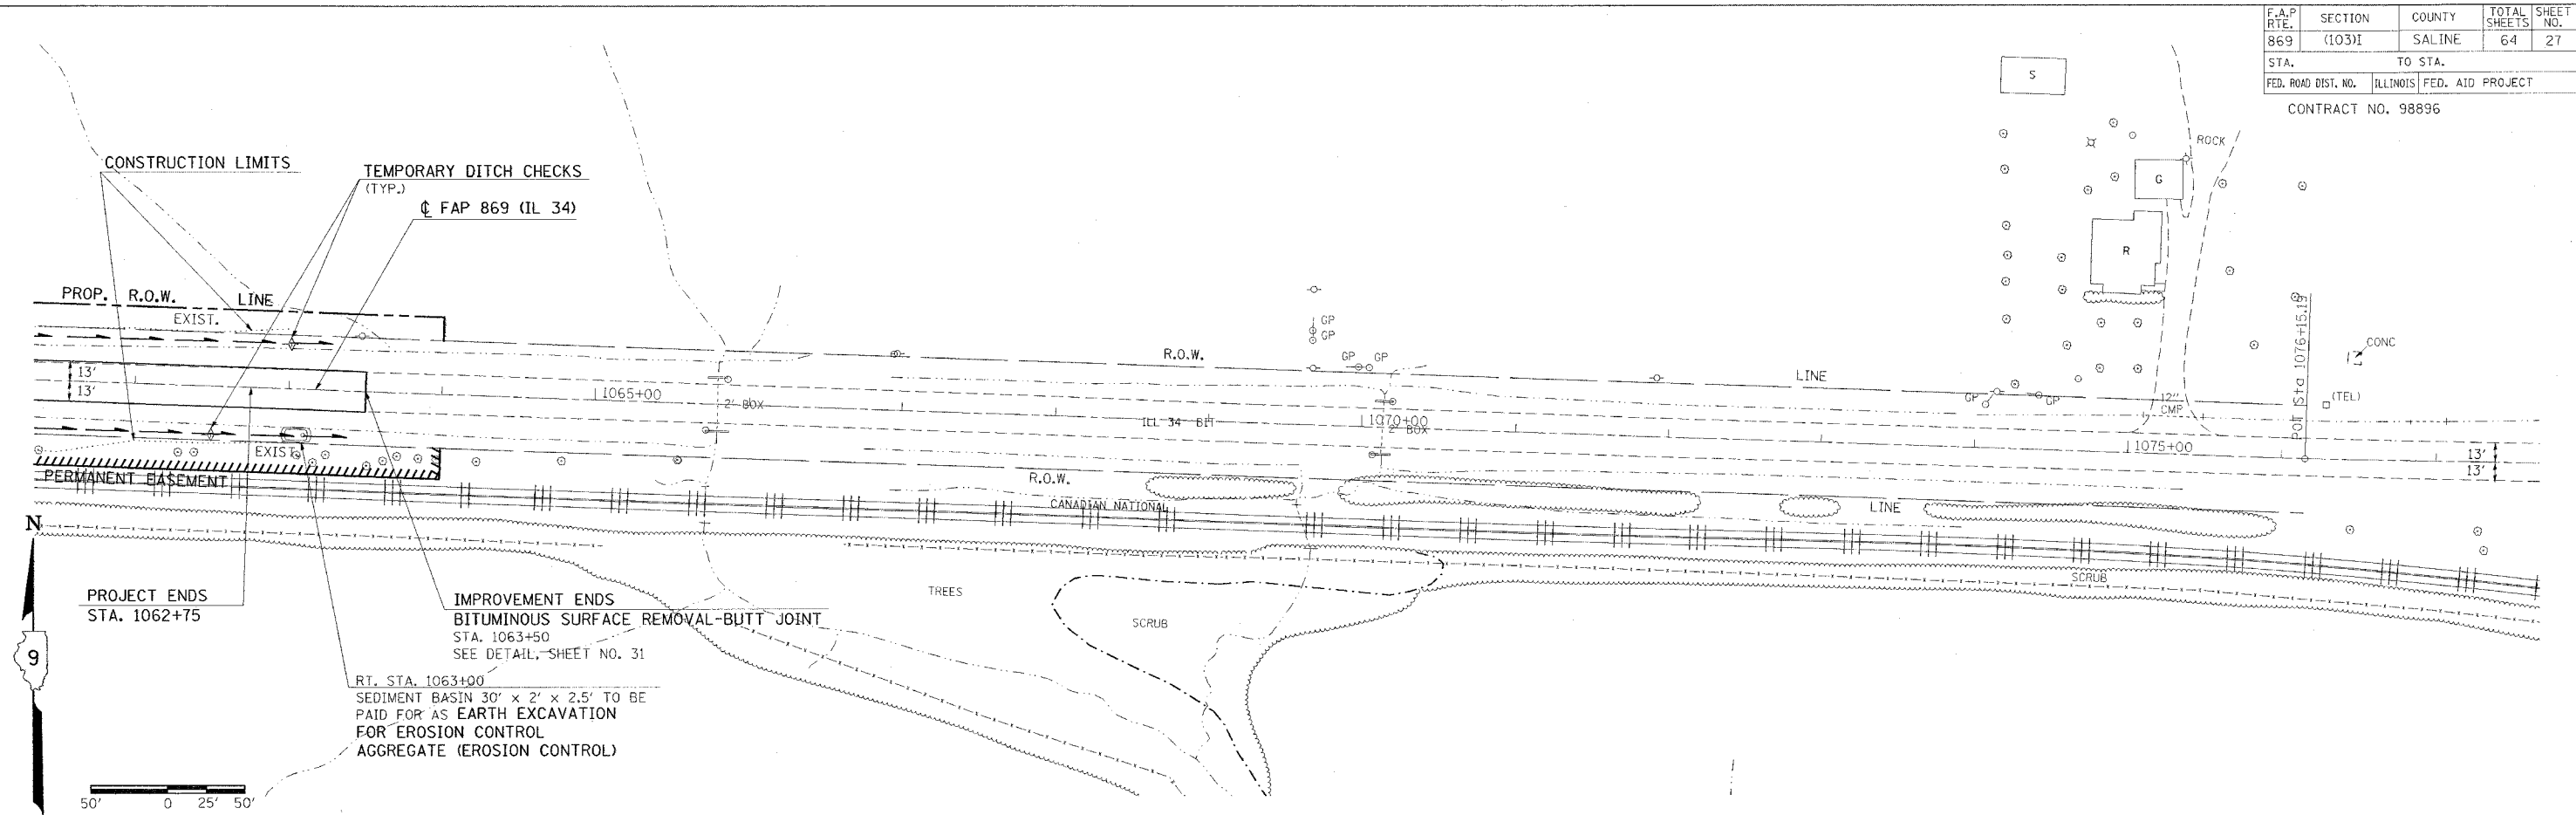 F.A.P. RTE. SECTION COUNTY TOTAL SHEETS SHEET NO.
869 (103)I SALINE 64 27
STA. TO STA.
FED. ROAD DIST. NO. ILLINOIS FED. AID PROJECT
CONTRACT NO. 98896
S
ROCK
G
R
CONSTRUCTION LIMITS
TEMPORARY DITCH CHECKS
(TYP.)
℄ FAP 869 (IL 34)
PROP. R.O.W. LINE
EXIST.
GP
GP
GP GP
R.O.W.
LINE
POT Sta 1076+15.19
CONC
(TEL)
GP
GP
12"
CMP
13'
13'
1065+00
2' BOX
ILL 34 BIT
1070+00
2' BOX
1075+00
13'
13'
EXIST.
PERMANENT EASEMENT
R.O.W.
LINE
CANADIAN NATIONAL
N
TREES
SCRUB
SCRUB
PROJECT ENDS
STA. 1062+75
IMPROVEMENT ENDS
BITUMINOUS SURFACE REMOVAL-BUTT JOINT
STA. 1063+50
SEE DETAIL, SHEET NO. 31
9
RT. STA. 1063+00
SEDIMENT BASIN 30' x 2' x 2.5' TO BE
PAID FOR AS EARTH EXCAVATION
FOR EROSION CONTROL
AGGREGATE (EROSION CONTROL)
50' 0 25' 50'